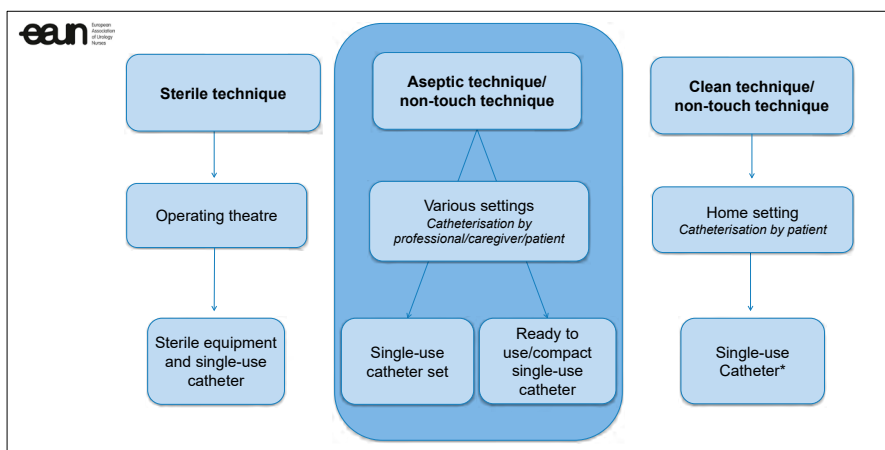 eaun
European
Association
of Urology
Nurses
Sterile technique
Operating theatre
Sterile equipment
and single-use
catheter
Aseptic technique/
non-touch technique
Various settings
Catheterisation by
professional/caregiver/patient
Single-use
catheter set
Ready to
use/compact
single-use
catheter
Clean technique/
non-touch technique
Home setting
Catheterisation by patient
Single-use
Catheter*